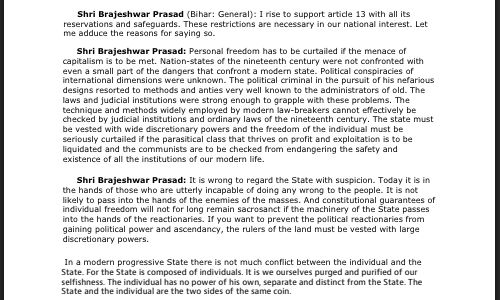 Shri Brajeshwar Prasad (Bihar: General): I rise to support article 13 with all its
reservations and safeguards. These restrictions are necessary in our national interest. Let
me adduce the reasons for saying so.
Shri Brajeshwar Prasad: Personal freedom has to be curtailed if the menace of
capitalism is to be met. Nation-states of the nineteenth century were not confronted with
even a small part of the dangers that confront a modern state. Political conspiracies of
international dimensions were unknown. The political criminal in the pursuit of his nefarious
designs resorted to methods and anties very well known to the administrators of old. The
laws and judicial institutions were strong enough to grapple with these problems. The
technique and methods widely employed by modern law-breakers cannot effectively be
checked by judicial institutions and ordinary laws of the nineteenth century. The state must
be vested with wide discretionary powers and the freedom of the individual must be
seriously curtailed if the parasitical class that thrives on profit and exploitation is to be
liquidated and the communists are to be checked from endangering the safety and
existence of all the institutions of our modern life.
Shri Brajeshwar Prasad: It is wrong to regard the State with suspicion. Today it is in
the hands of those who are utterly incapable of doing any wrong to the people. It is not
likely to pass into the hands of the enemies of the masses. And constitutional guarantees of
individual freedom will not for long remain sacrosanct if the machinery of the State passes
into the hands of the reactionaries. If you want to prevent the political reactionaries from
gaining political power and ascendancy, the rulers of the land must be vested with large
discretionary powers.
In a modern progressive State there is not much conflict between the individual and the
State. For the State is composed of individuals. It is we ourselves purged and purified of our
selfishness. The individual has no power of his own, separate and distinct from the State. The
State and the individual are the two sides of the same coin.